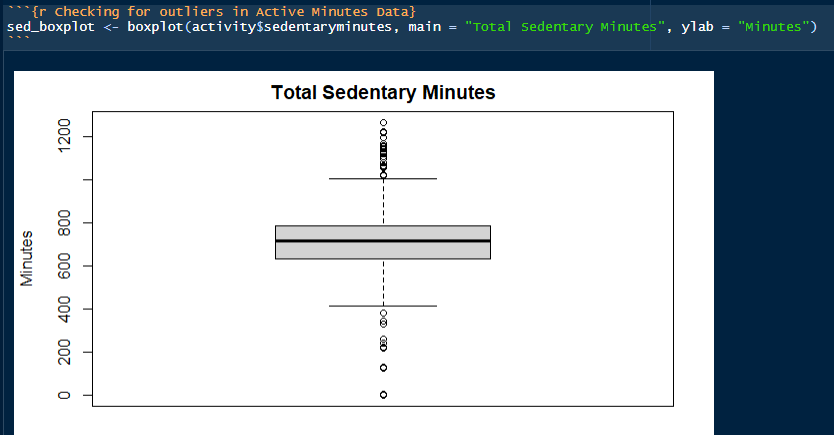 ```{r Checking for outliers in Active Minutes Data}
sed_boxplot <- boxplot(activity$sedentaryminutes, main = "Total Sedentary Minutes", ylab = "Minutes")
```
Total Sedentary Minutes
Minutes
1200
800
600
400
200
0